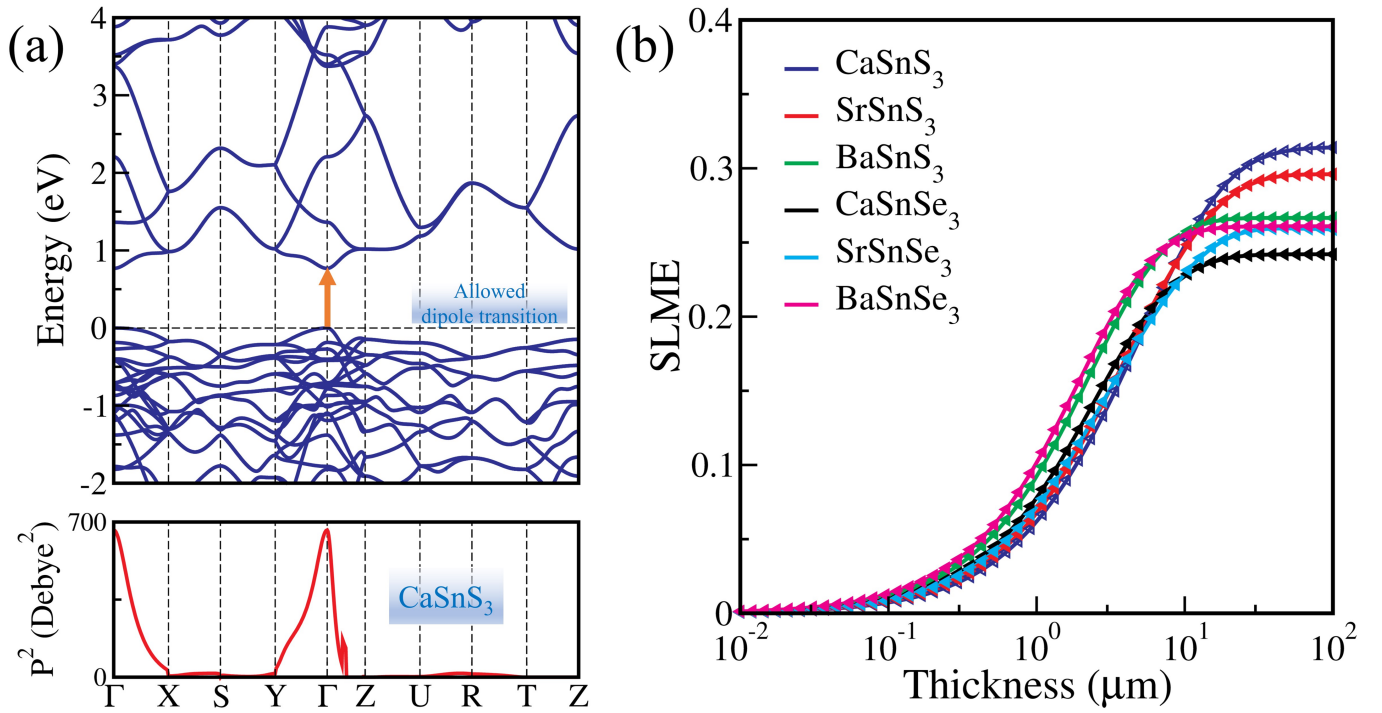 (a)
Energy (eV)
4
3
2
1
0
-1
-2
Allowed
dipole transition
P² (Debye²)
700
0
CaSnS₃
Γ X S Y Γ Z U R T Z
(b)
SLME
0.4
0.3
0.2
0.1
0
CaSnS₃
SrSnS₃
BaSnS₃
CaSnSe₃
SrSnSe₃
BaSnSe₃
10⁻² 10⁻¹ 10⁰ 10¹ 10²
Thickness (μm)